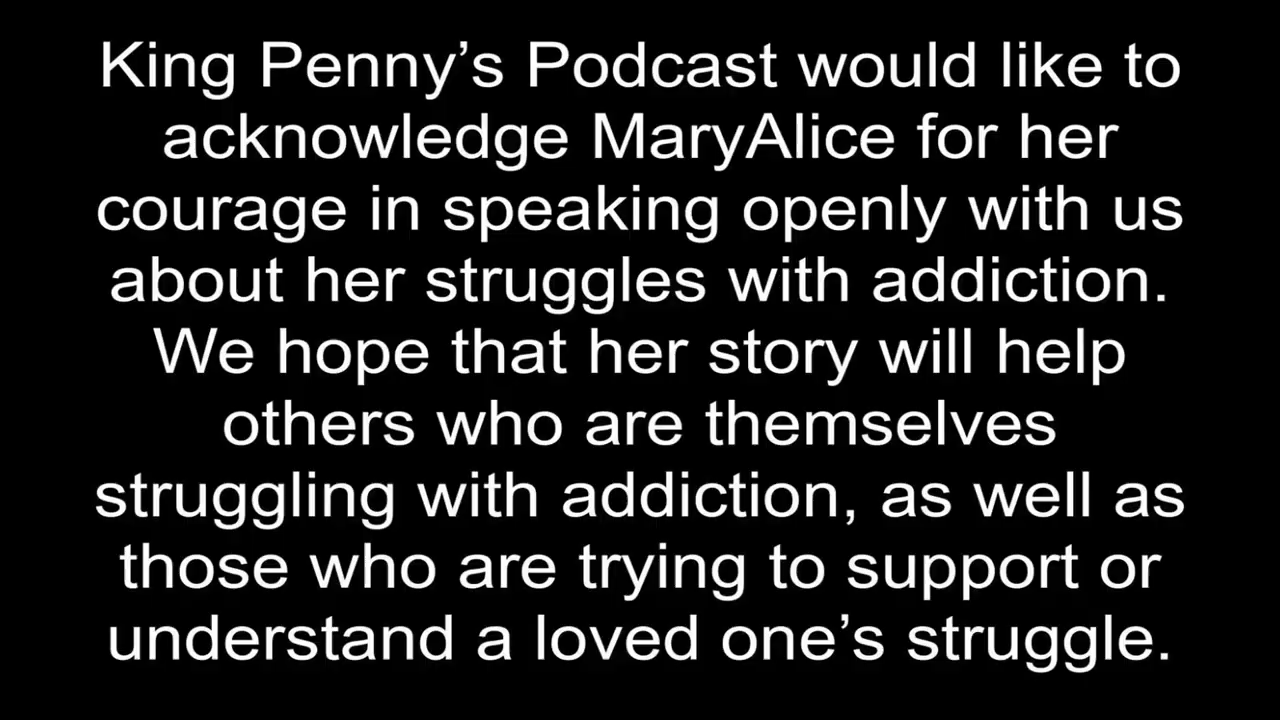 King Penny’s Podcast would like to
acknowledge MaryAlice for her
courage in speaking openly with us
about her struggles with addiction.
We hope that her story will help
others who are themselves
struggling with addiction, as well as
those who are trying to support or
understand a loved one’s struggle.